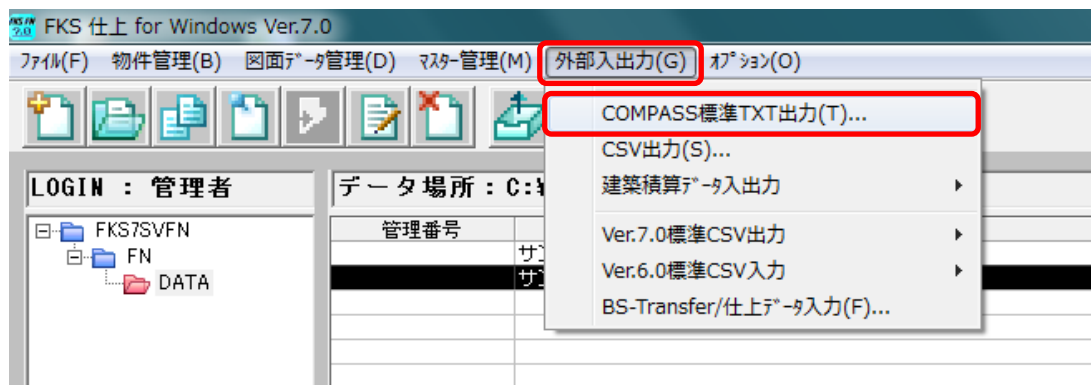 FKS 仕上 for Windows Ver.7.0
ﾌｧｲﾙ(F) 物件管理(B) 図面ﾃﾞｰﾀ管理(D) ﾏｽﾀｰ管理(M) 外部入出力(G) ｵﾌﾟｼｮﾝ(O)
COMPASS標準TXT出力(T)...
CSV出力(S)...
建築積算ﾃﾞｰﾀ入出力
Ver.7.0標準CSV出力
Ver.6.0標準CSV入力
BS-Transfer/仕上ﾃﾞｰﾀ入力(F)...
LOGIN : 管理者
データ場所 : C:¥
FKS7SVFN
FN
DATA
管理番号